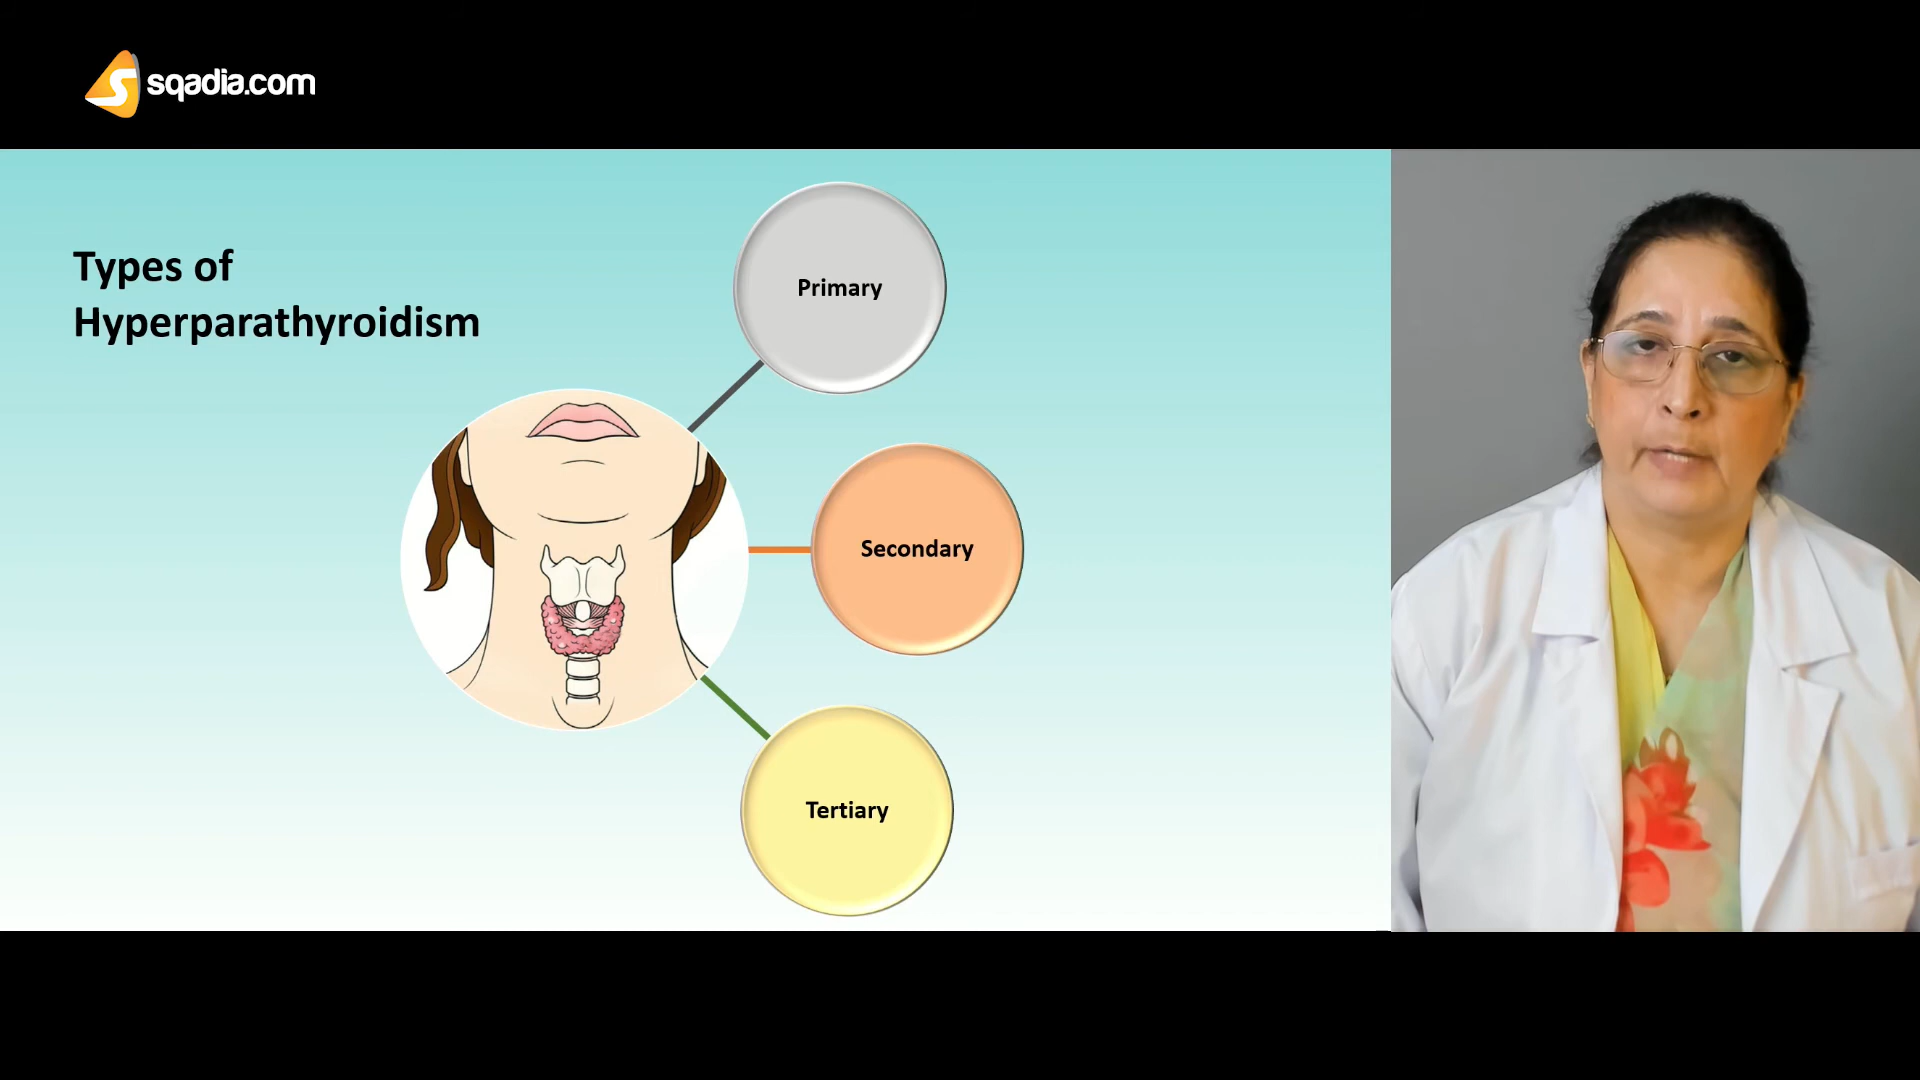 sqadia.com
Types of
Hyperparathyroidism
Primary
Secondary
Tertiary